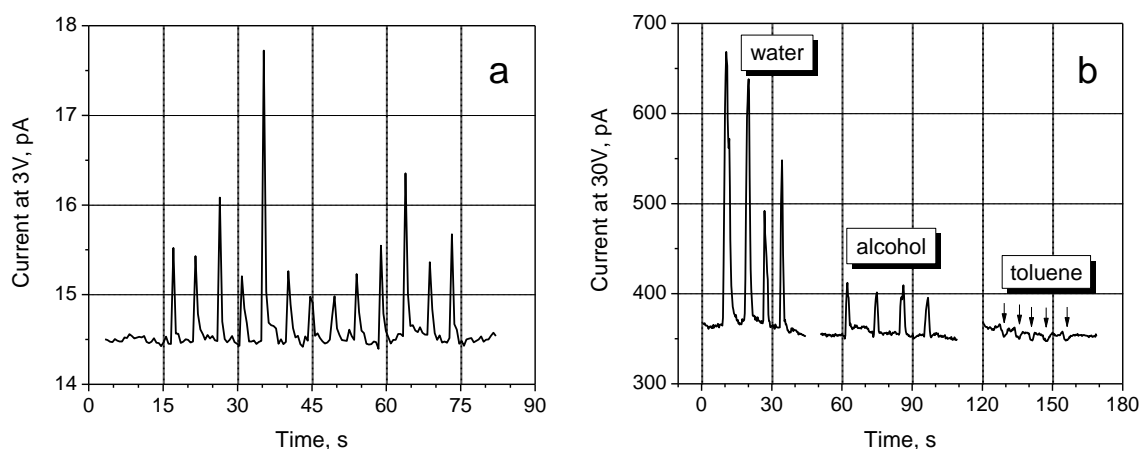 a
Current at 3V, pA
18
17
16
15
14
0
15
30
45
60
75
90
Time, s
b
Current at 30V, pA
700
600
500
400
300
water
alcohol
toluene
0
30
60
90
120
150
180
Time, s